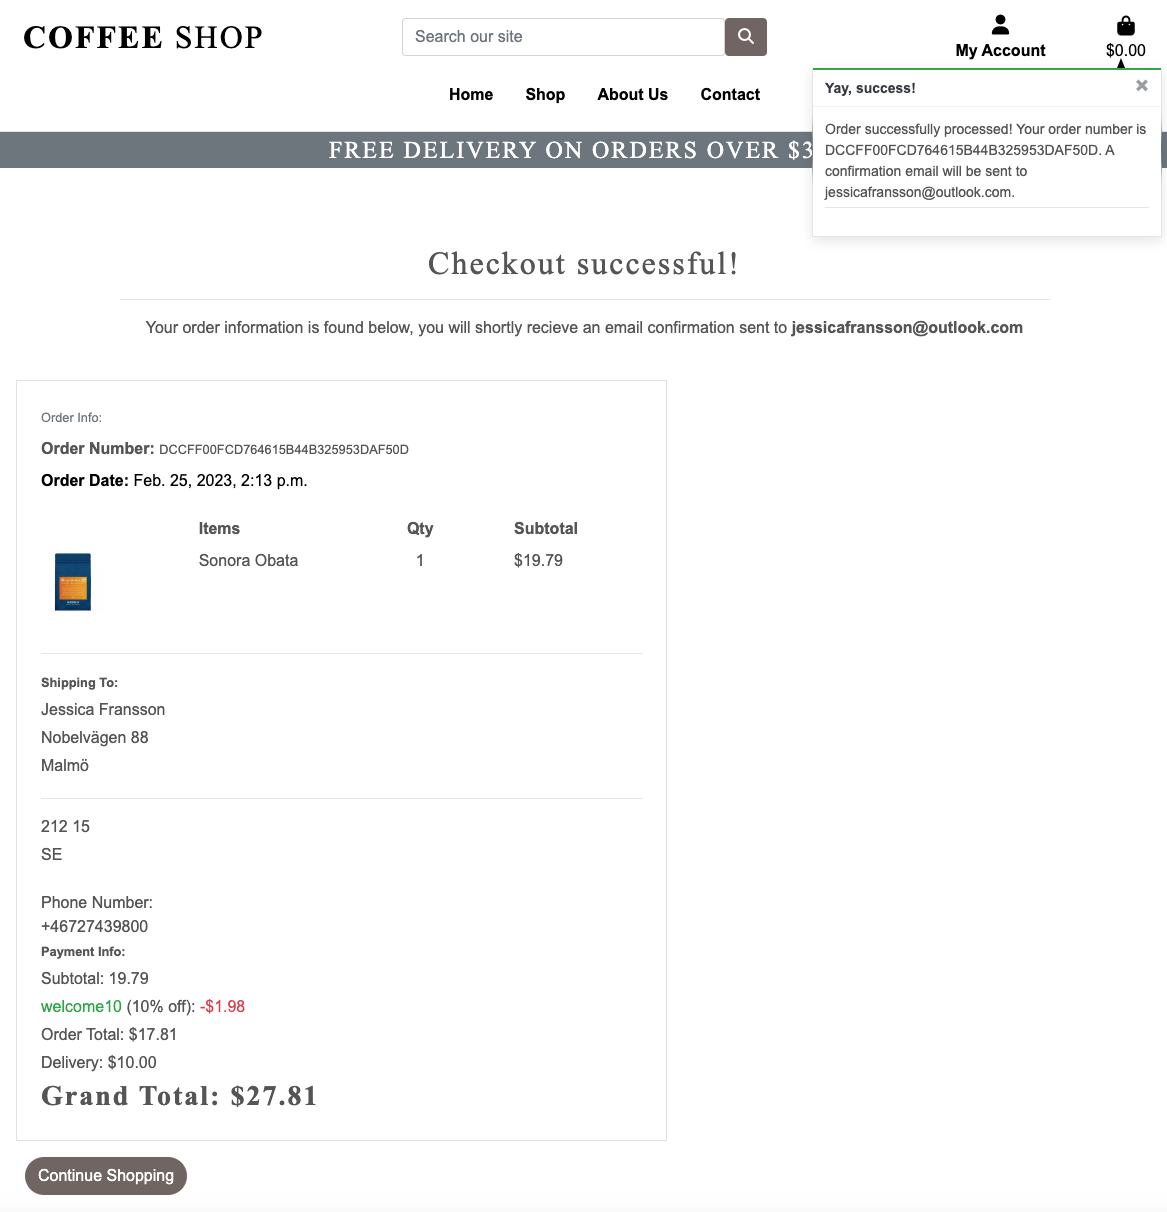 COFFEE SHOP
Search our site
My Account
$0.00
Home Shop About Us Contact
FREE DELIVERY ON ORDERS OVER $3
Yay, success!
Order successfully processed! Your order number is
DCCFF00FCD764615B44B325953DAF50D. A
confirmation email will be sent to
jessicafransson@outlook.com.
Checkout successful!
Your order information is found below, you will shortly recieve an email confirmation sent to jessicafransson@outlook.com
Order Info:
Order Number: DCCFF00FCD764615B44B325953DAF50D
Order Date: Feb. 25, 2023, 2:13 p.m.
Items Qty Subtotal
Sonora Obata 1 $19.79
Shipping To:
Jessica Fransson
Nobelvägen 88
Malmö
212 15
SE
Phone Number:
+46727439800
Payment Info:
Subtotal: 19.79
welcome10 (10% off): -$1.98
Order Total: $17.81
Delivery: $10.00
Grand Total: $27.81
Continue Shopping